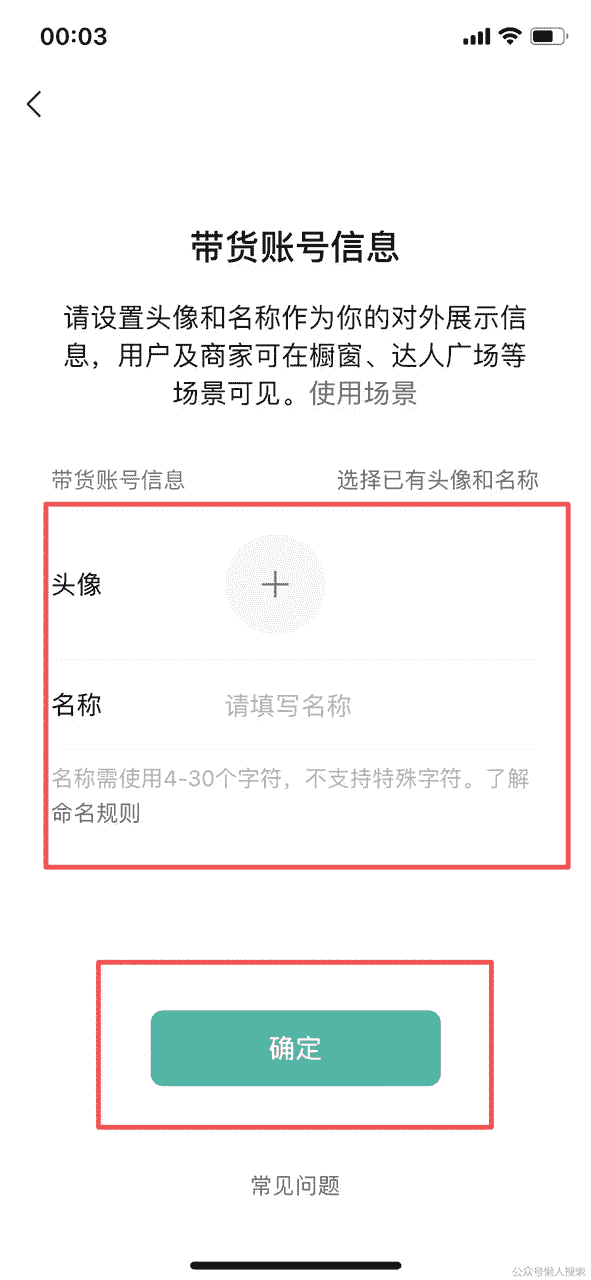 00:03
带货账号信息
请设置头像和名称作为你的对外展示信
息，用户及商家可在橱窗、达人广场等
场景可见。使用场景
带货账号信息 选择已有头像和名称
头像
名称 请填写名称
名称需使用4-30个字符，不支持特殊字符。了解
命名规则
确定
常见问题
公众号懒人搜索